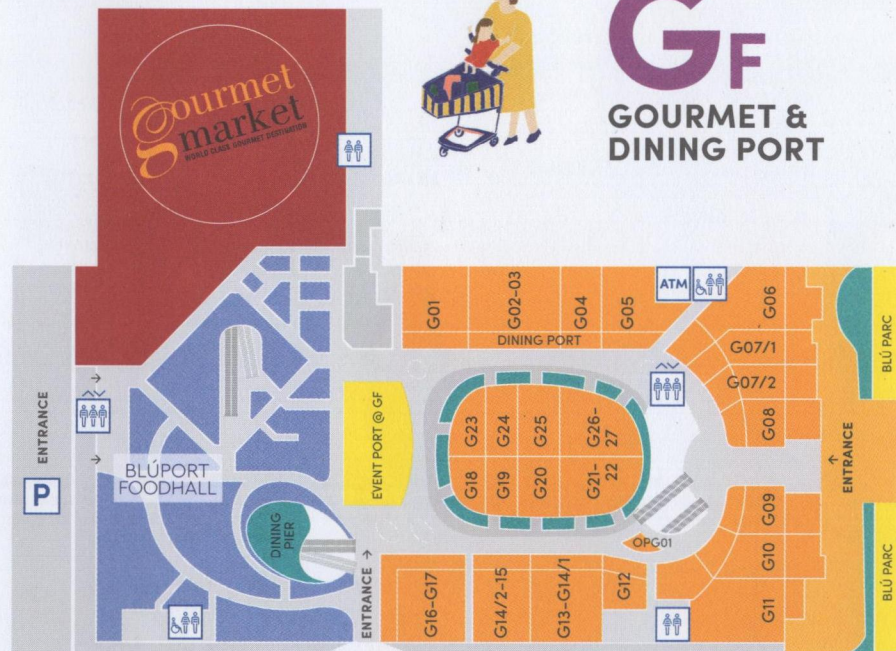 gourmet
market
WORLD CLASS GOURMET DESTINATION
GF
GOURMET &
DINING PORT
G01
G02-03
G04
G05
ATM
G06
DINING PORT
G07/1
G07/2
G08
BLÚ PARC
ENTRANCE
P
BLÚPORT
FOODHALL
EVENT PORT @ GF
G23
G24
G25
G26-
27
G18
G19
G20
G21-
22
ENTRANCE
DINING
PIER
OPG01
G09
G10
G11
BLÚ PARC
ENTRANCE
G16-G17
G14/2-15
G13-G14/1
G12